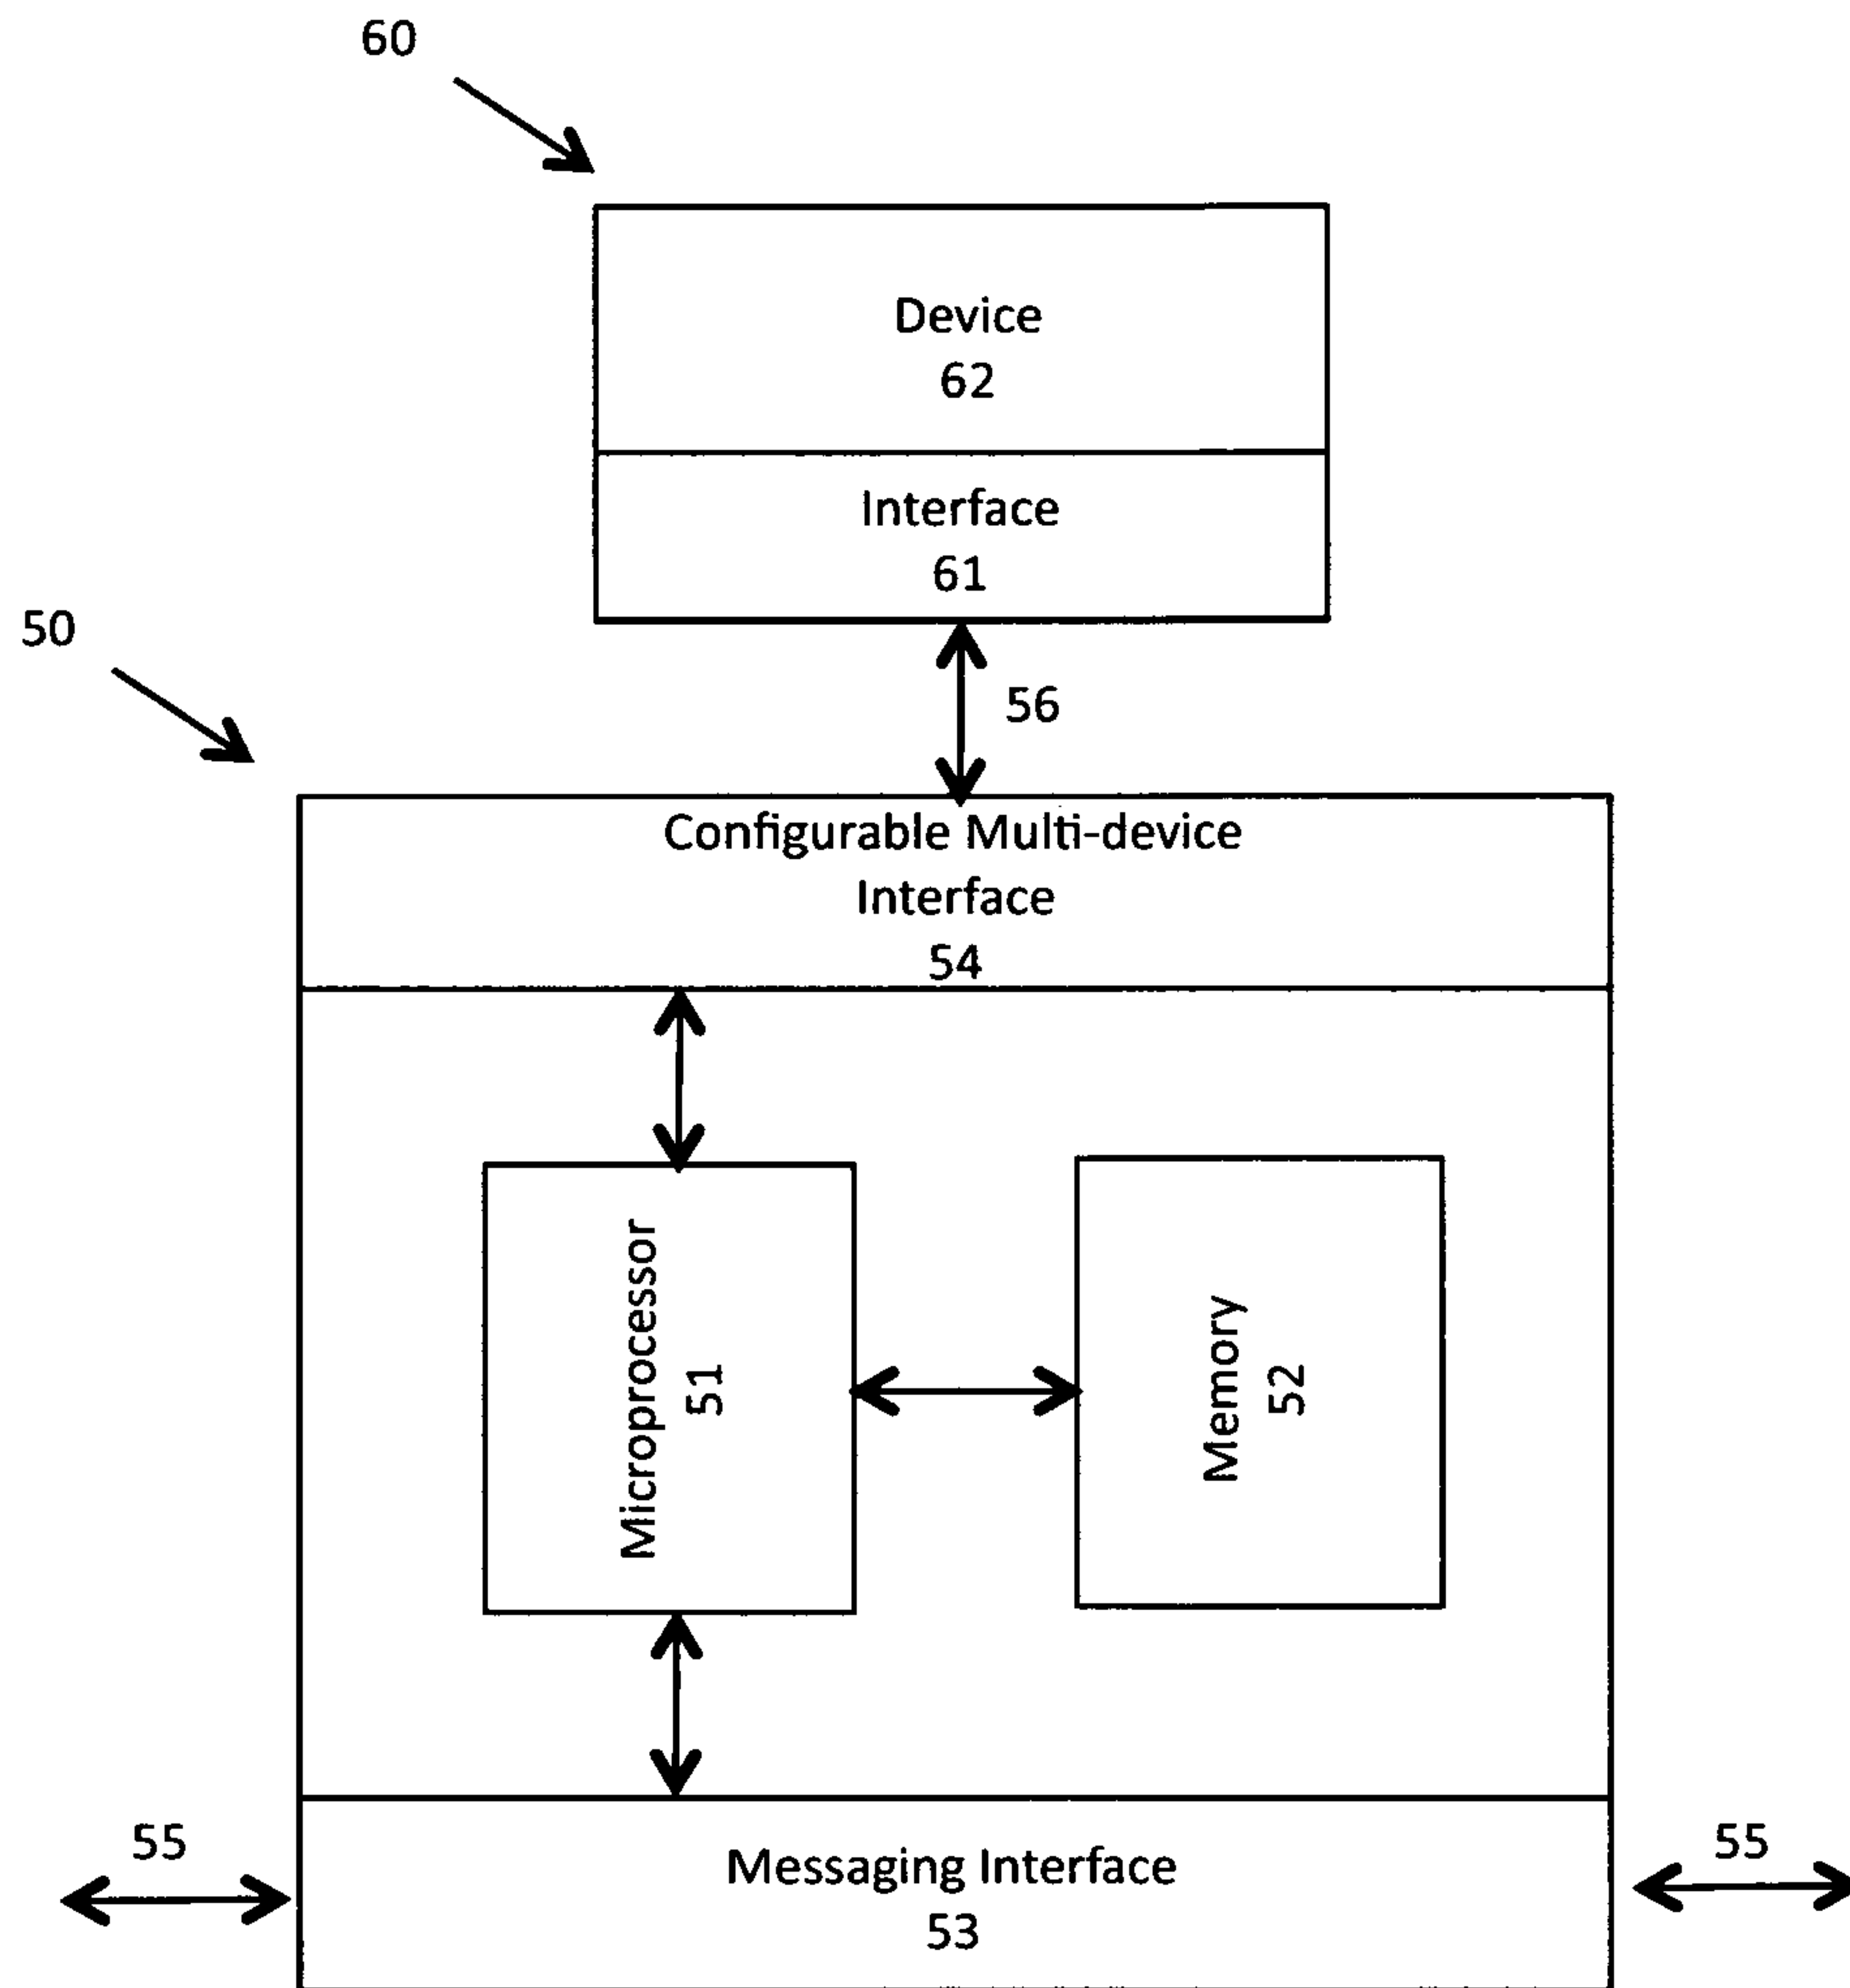 60
Device
62
Interface
61
50
56
Configurable Multi-device
Interface
54
Microprocessor
51
Memory
52
55
55
Messaging Interface
53